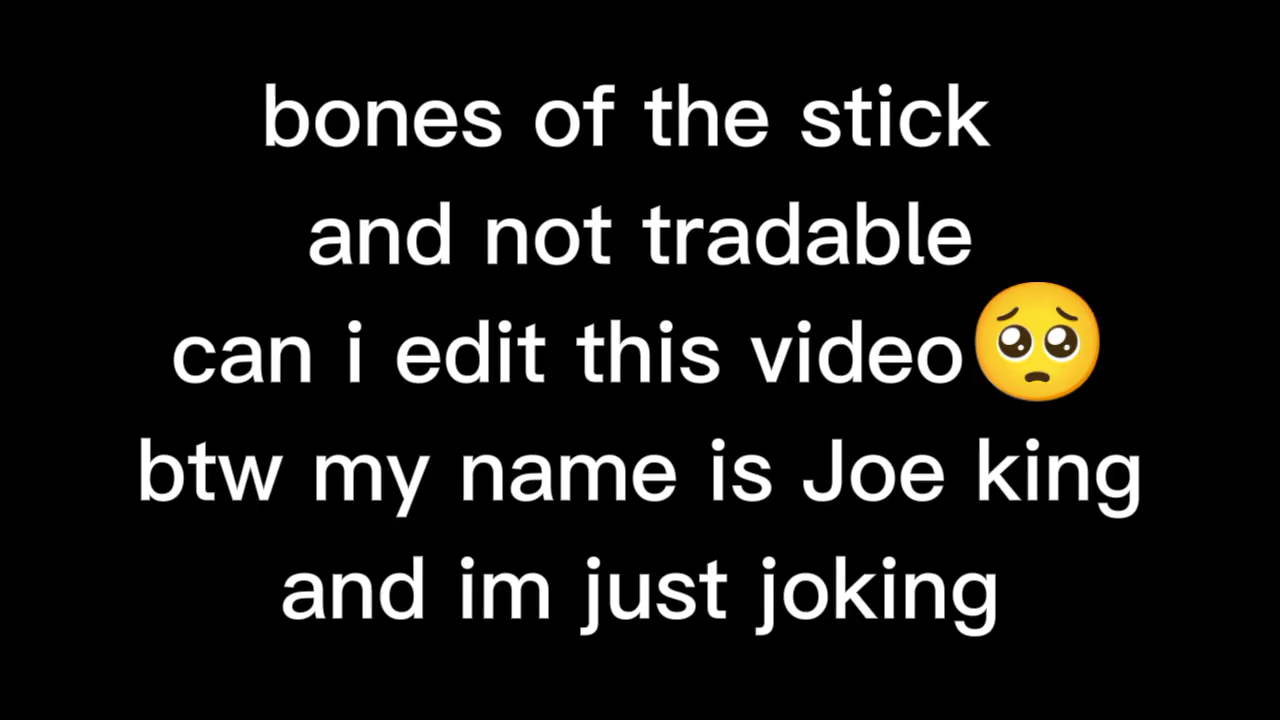 bones of the stick
and not tradable
can i edit this video🥺
btw my name is Joe king
and im just joking